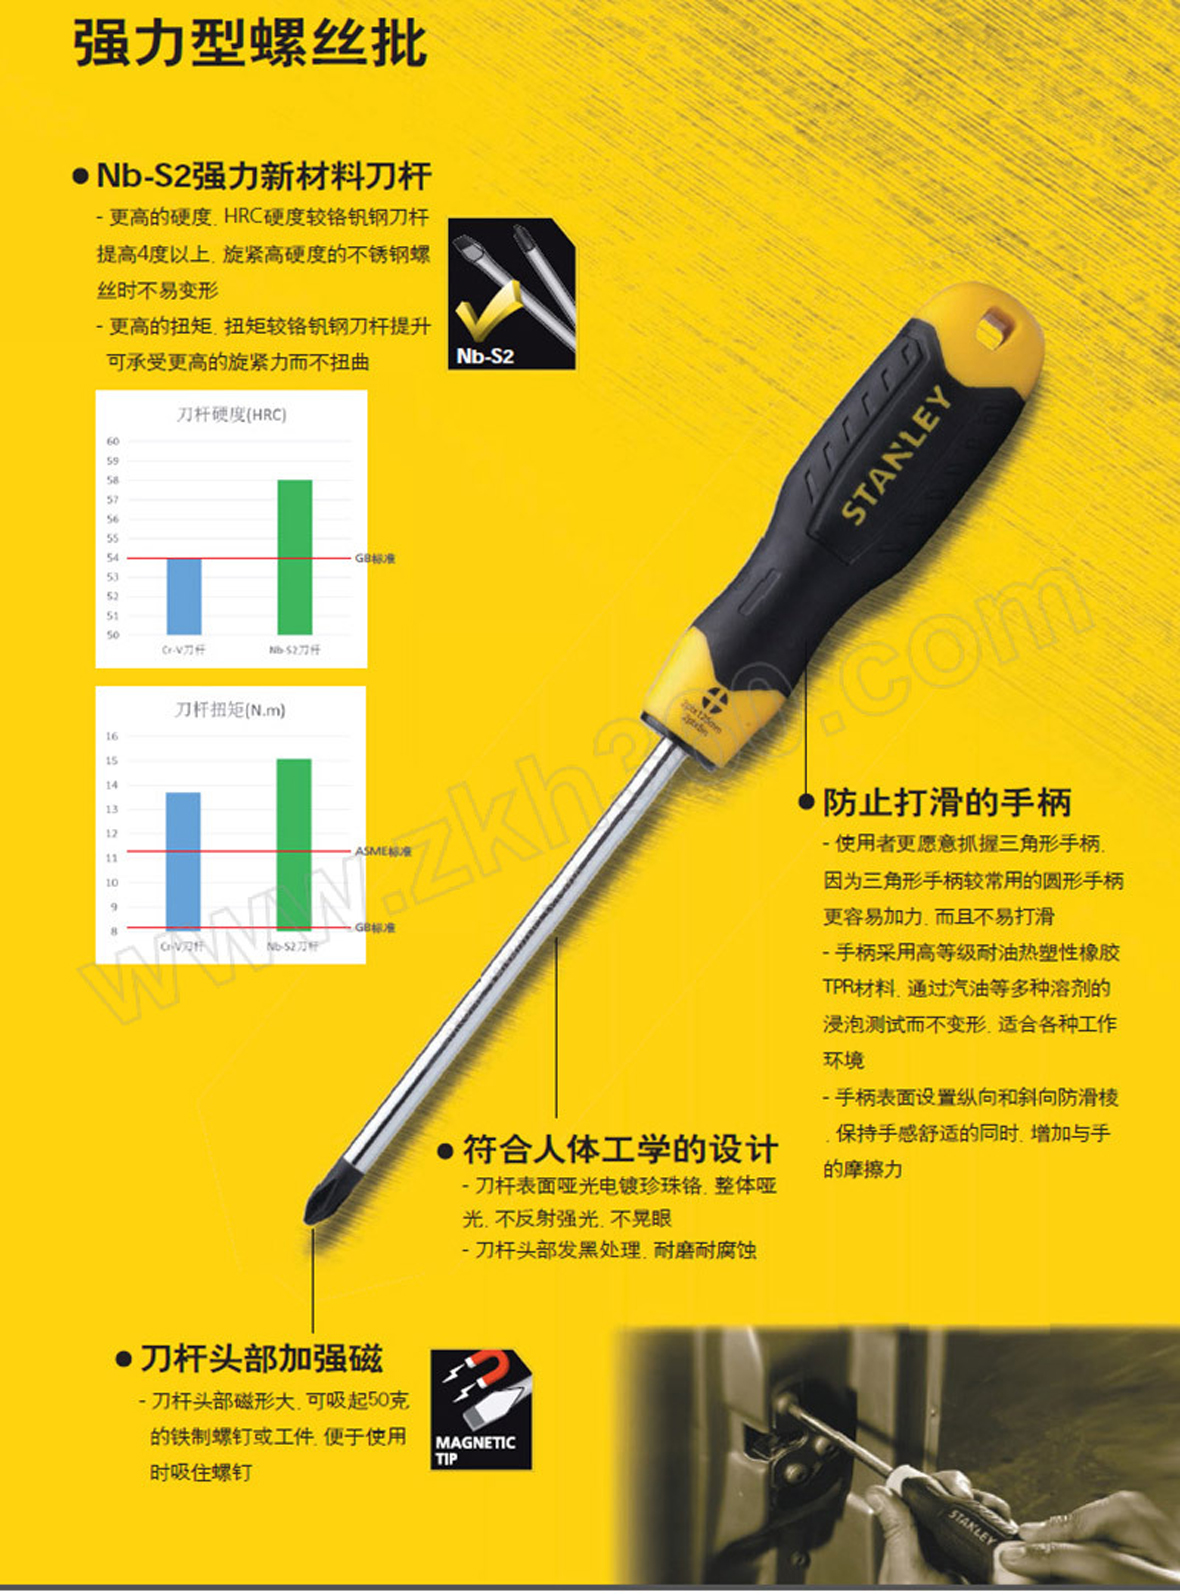 强力型螺丝批
Nb-S2强力新材料刀杆
- 更高的硬度. HRC硬度较铬钒钢刀杆
提高4度以上. 旋紧高硬度的不锈钢螺
丝时不易变形
- 更高的扭矩. 扭矩较铬钒钢刀杆提升
可承受更高的旋紧力而不扭曲
Nb-S2
刀杆硬度(HRC)
60
59
58
57
56
55
54
53
52
51
50
GB标准
Cr-V刀杆
Nb-S2刀杆
刀杆扭矩(N.m)
16
15
14
13
12
11
10
9
8
ASME标准
GB标准
Cr-V刀杆
Nb-S2刀杆
STANLEY
2ptx125mm
www.zkh360.com
防止打滑的手柄
- 使用者更愿意抓握三角形手柄.
因为三角形手柄较常用的圆形手柄
更容易加力. 而且不易打滑
- 手柄采用高等级耐油热塑性橡胶
TPR材料. 通过汽油等多种溶剂的
浸泡测试而不变形. 适合各种工作
环境
- 手柄表面设置纵向和斜向防滑棱
. 保持手感舒适的同时. 增加与手
的摩擦力
符合人体工学的设计
- 刀杆表面哑光电镀珍珠铬. 整体哑
光. 不反射强光. 不晃眼
- 刀杆头部发黑处理. 耐磨耐腐蚀
刀杆头部加强磁
- 刀杆头部磁形大. 可吸起50克
的铁制螺钉或工件. 便于使用
时吸住螺钉
MAGNETIC
TIP
STANLEY